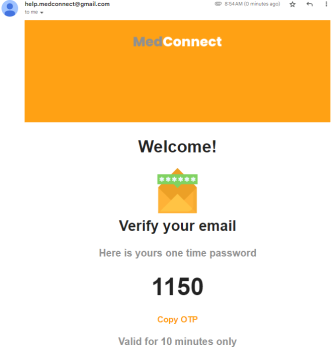 help.medconnect@gmail.com
8:54 AM (0 minutes ago)
to me
MedConnect
Welcome!
******
Verify your email
Here is yours one time password
1150
Copy OTP
Valid for 10 minutes only